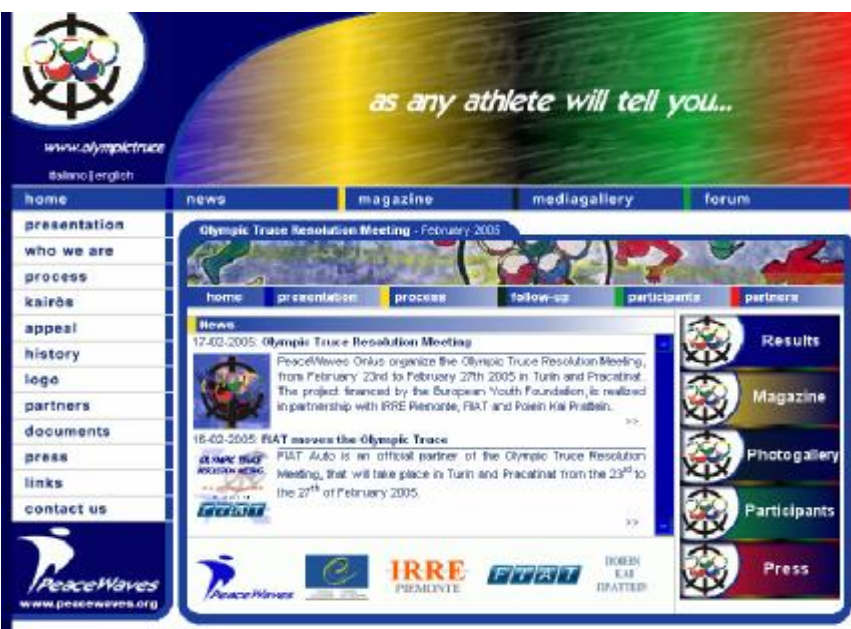 as any athlete will tell you...
www.olympictruce
italiano|english
home
news
magazine
mediagallery
forum
presentation
who we are
process
kairòs
appeal
history
logo
partners
documents
press
links
contact us
PeaceWaves
www.peacewaves.org
Olympic Truce Resolution Meeting - February 2005
home
presentation
process
follow-up
participants
partners
News
17-02-2005: Olympic Truce Resolution Meeting
PeaceWaves Onlus organize the Olympic Truce Resolution Meeting,
from February 23rd to February 27th 2005 in Turin and Pracatinat.
The project financed by the European Youth Foundation, is realized
in partnership with IRRE Piemonte, FIAT and Poiein Kai Prattein.
>>
16-02-2005: FIAT moves the Olympic Truce
OLYMPIC TRUCE
RESOLUTION MEETING
FIAT
FIAT Auto is an official partner of the Olympic Truce Resolution
Meeting, that will take place in Turin and Pracatinat from the 23rd to
the 27th of February 2005.
>>
Results
Magazine
Photogallery
Participants
Press
PeaceWaves
IRRE
PIEMONTE
FIAT
ΠΟΙΕΙΝ
ΚΑΙ
ΠΡΑΤΤΕΙΝ